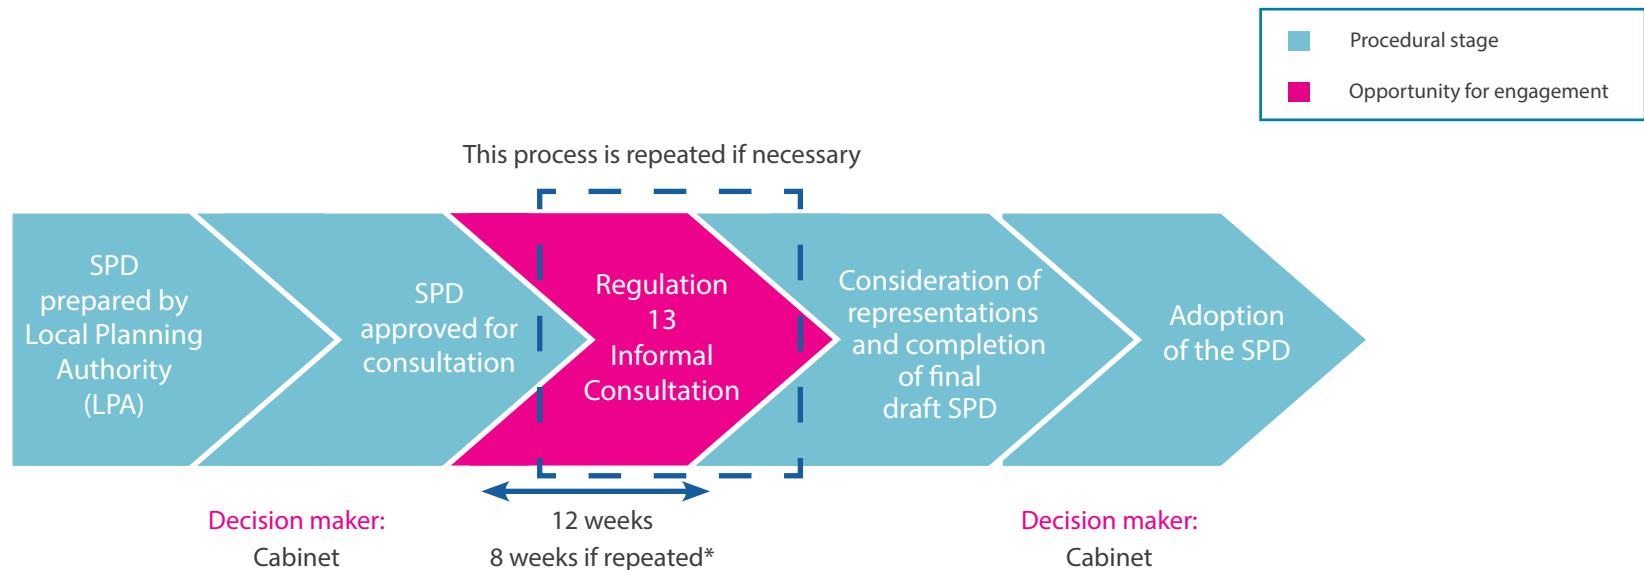 Procedural stage
Opportunity for engagement
This process is repeated if necessary
SPD
prepared by
Local Planning
Authority
(LPA)
SPD
approved for
consultation
Regulation
13
Informal
Consultation
Consideration of
representations
and completion
of final
draft SPD
Adoption
of the SPD
Decision maker:
Cabinet
12 weeks
8 weeks if repeated*
Decision maker:
Cabinet